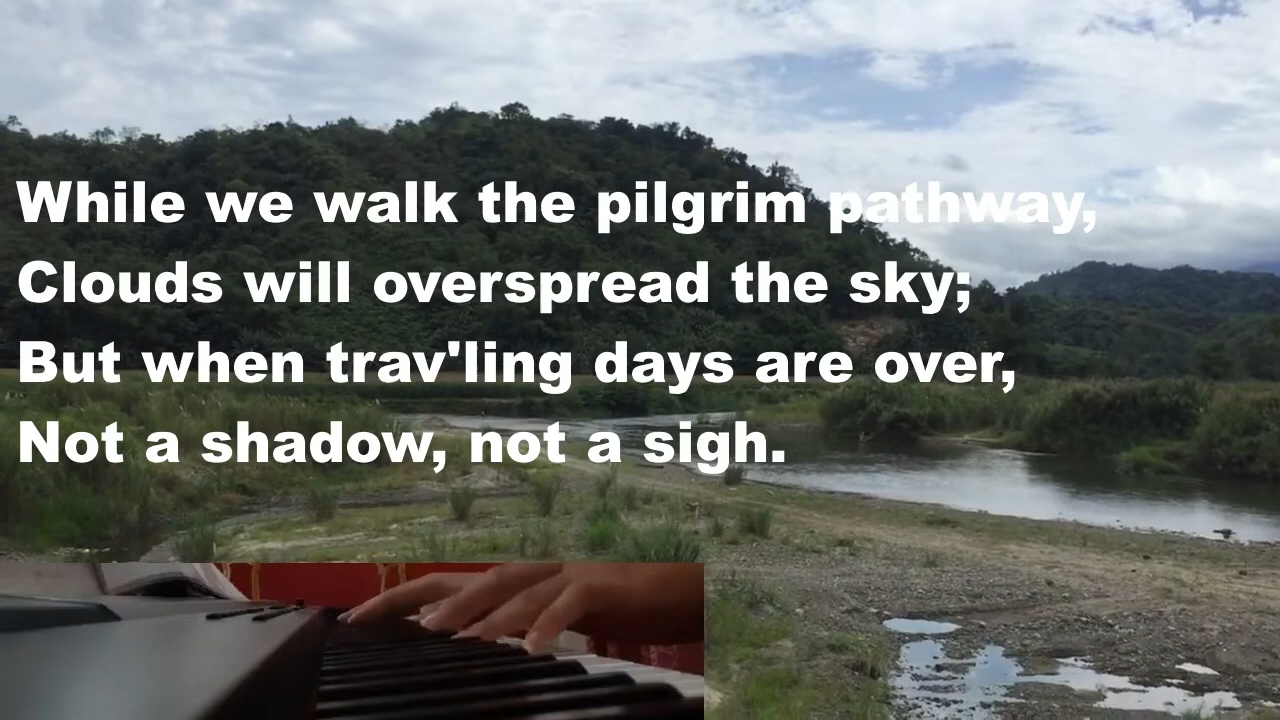 While we walk the pilgrim pathway,
Clouds will overspread the sky;
But when trav'ling days are over,
Not a shadow, not a sigh.